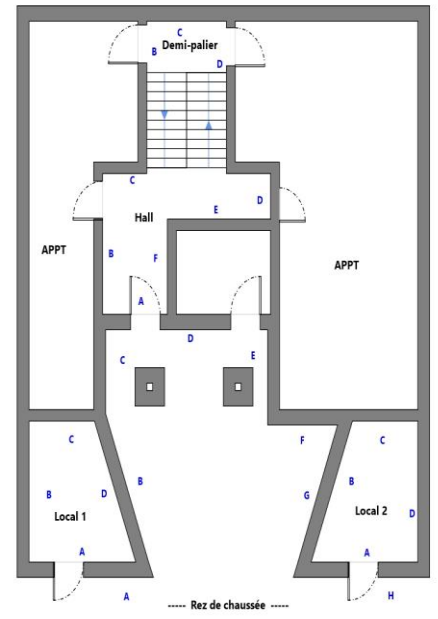 C
B
Demi-palier
D
C
D
E
Hall
APPT
B
F
APPT
A
D
C
E
C
F
C
B
D
B
G
B
Local 1
Local 2
D
A
A
A
H
----- Rez de chaussée -----